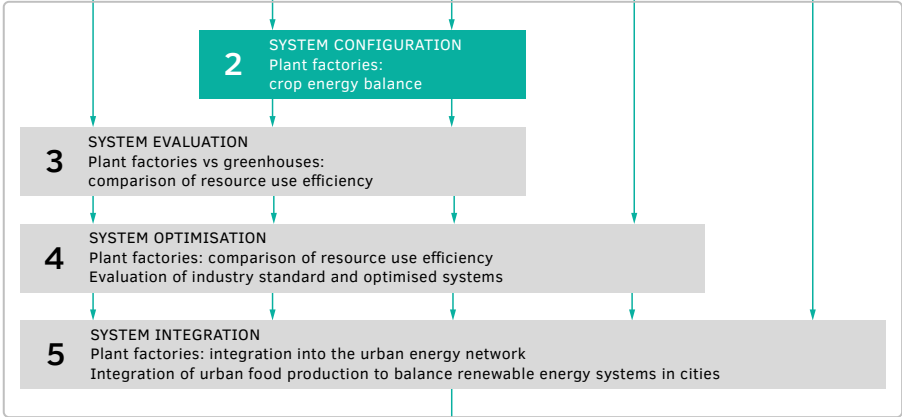 2
SYSTEM CONFIGURATION
Plant factories:
crop energy balance
3
SYSTEM EVALUATION
Plant factories vs greenhouses:
comparison of resource use efficiency
4
SYSTEM OPTIMISATION
Plant factories: comparison of resource use efficiency
Evaluation of industry standard and optimised systems
5
SYSTEM INTEGRATION
Plant factories: integration into the urban energy network
Integration of urban food production to balance renewable energy systems in cities